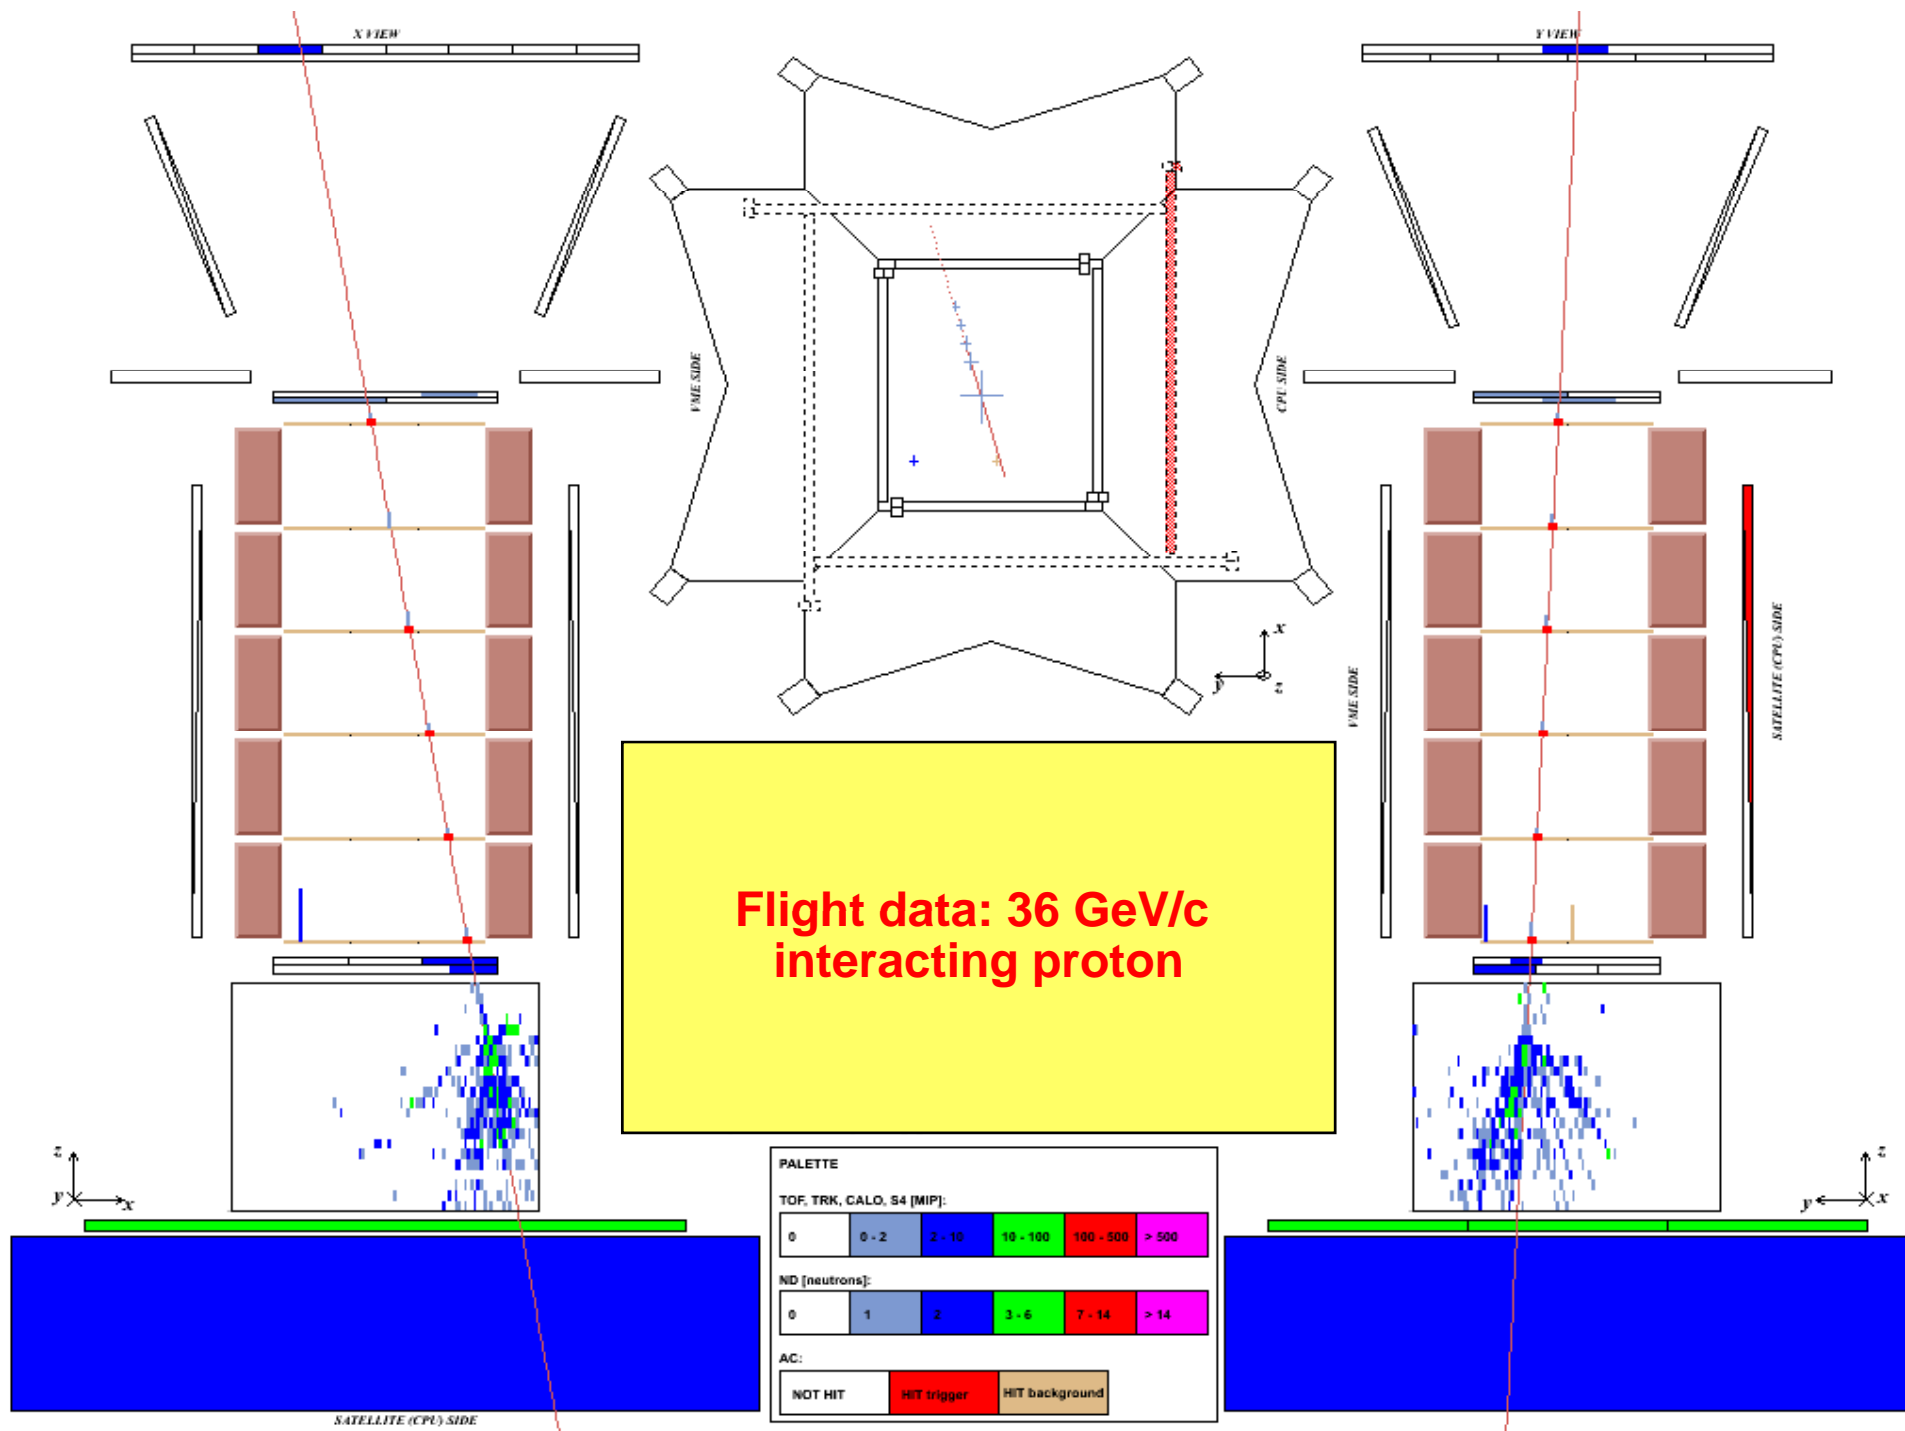 X VIEW
Y VIEW
VME SIDE
CPU SIDE
x
y
z
VME SIDE
SATELLITE (CPU) SIDE
Flight data: 36 GeV/c
interacting proton
z
y
x
z
y
x
PALETTE
TOF, TRK, CALO, S4 [MIP]:
0 0 - 2 2 - 10 10 - 100 100 - 500 > 500
ND [neutrons]:
0 1 2 3 - 6 7 - 14 > 14
AC:
NOT HIT HIT trigger HIT background
SATELLITE (CPU) SIDE